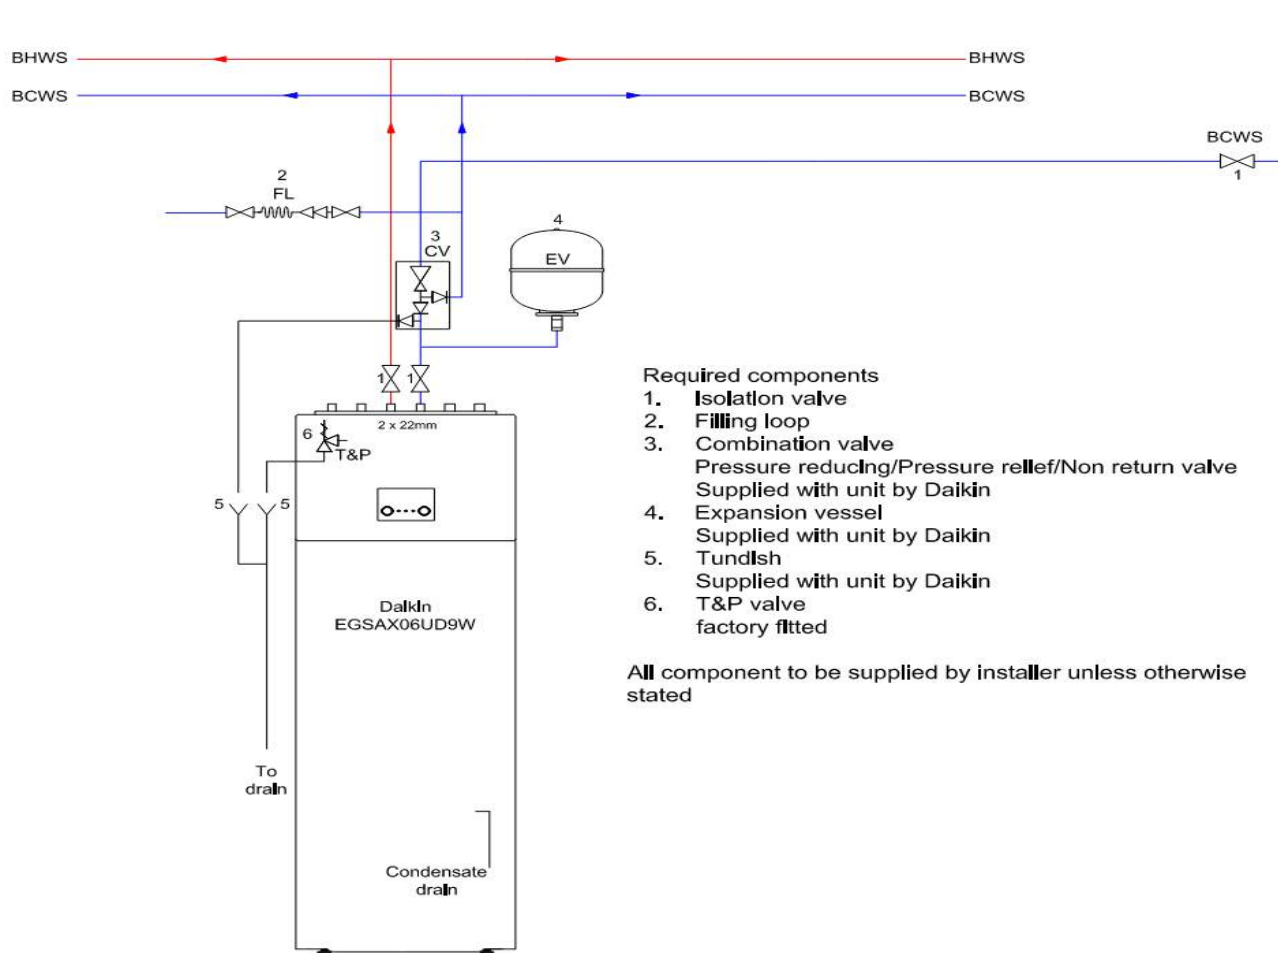 BHWS
BHWS
BCWS
BCWS
BCWS
1
2
FL
3
CV
4
EV
1
1
2 x 22mm
6
T&P
5
5
Daikin
EGSAX06UD9W
To
drain
Condensate
drain
Required components
1. Isolation valve
2. Filling loop
3. Combination valve
Pressure reducing/Pressure relief/Non return valve
Supplied with unit by Daikin
4. Expansion vessel
Supplied with unit by Daikin
5. Tundish
Supplied with unit by Daikin
6. T&P valve
factory fitted
All component to be supplied by installer unless otherwise
stated